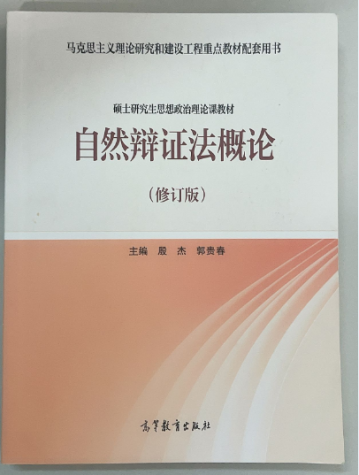 马克思主义理论研究和建设工程重点教材配套用书
硕士研究生思想政治理论课教材
自然辩证法概论
（修订版）
主编 殷 杰 郭贵春
高等教育出版社